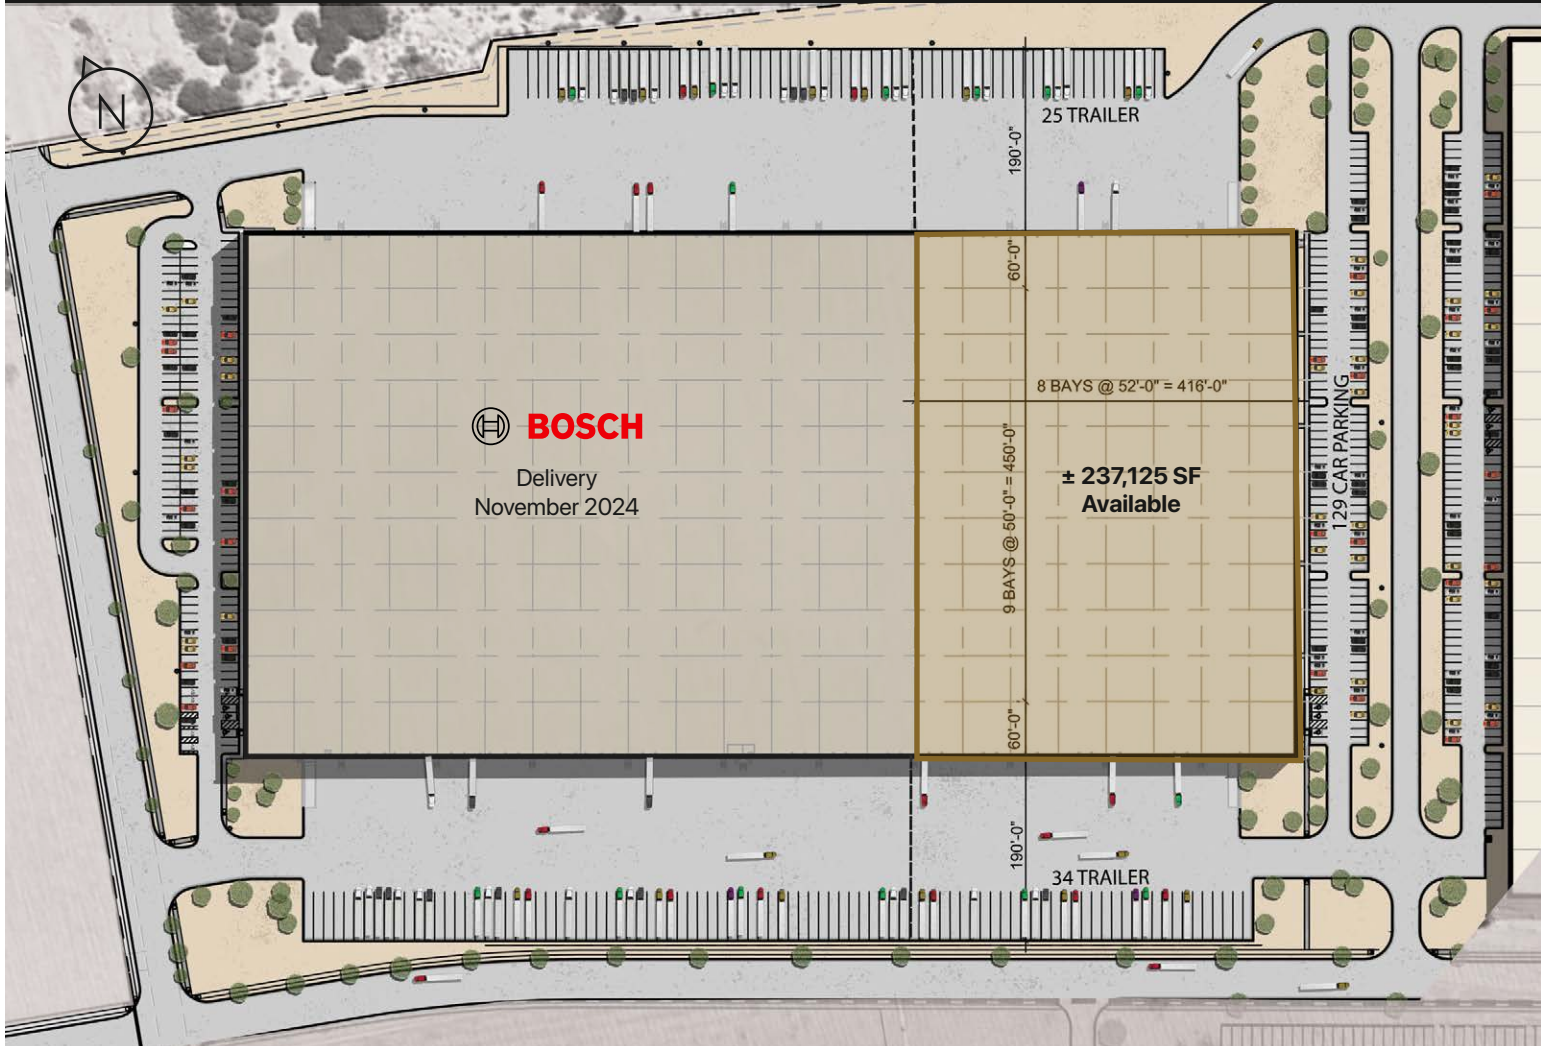 N
25 TRAILER
190'-0"
60'-0"
8 BAYS @ 52'-0" = 416'-0"
129 CAR PARKING
BOSCH
Delivery
November 2024
9 BAYS @ 50'-0" = 450'-0"
± 237,125 SF
Available
60'-0"
190'-0"
34 TRAILER